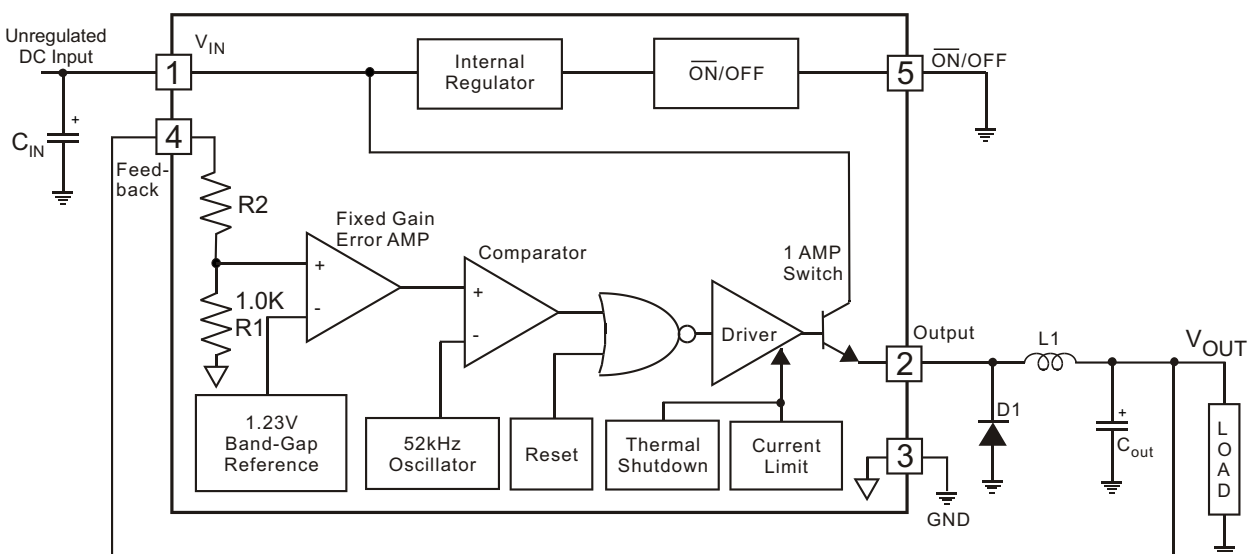 Unregulated
DC Input
V_IN
1
Internal
Regulator
ON/OFF
5
ON/OFF
+
C_IN
4
Feed-
back
R2
Fixed Gain
Error AMP
Comparator
1 AMP
Switch
+
-
1.0K
R1
+
-
Driver
Output
2
L1
V_OUT
D1
+
C_out
LOAD
1.23V
Band-Gap
Reference
52kHz
Oscillator
Reset
Thermal
Shutdown
Current
Limit
3
GND